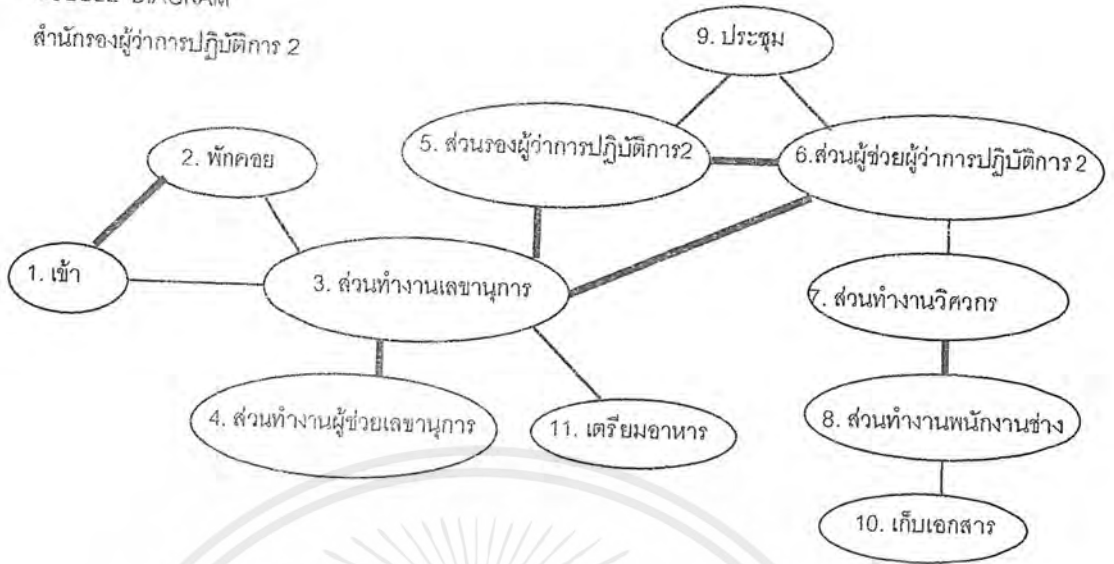 DIAGRAM
สำนักรองผู้ว่าการปฏิบัติการ 2
9. ประชุม
2. พักคอย
5. ส่วนรองผู้ว่าการปฏิบัติการ2
6.ส่วนผู้ช่วยผู้ว่าการปฏิบัติการ 2
1. เข้า
3. ส่วนทำงานเลขานุการ
7. ส่วนทำงานวิศวกร
4. ส่วนทำงานผู้ช่วยเลขานุการ
11. เตรียมอาหาร
8. ส่วนทำงานพนักงานช่าง
10. เก็บเอกสาร